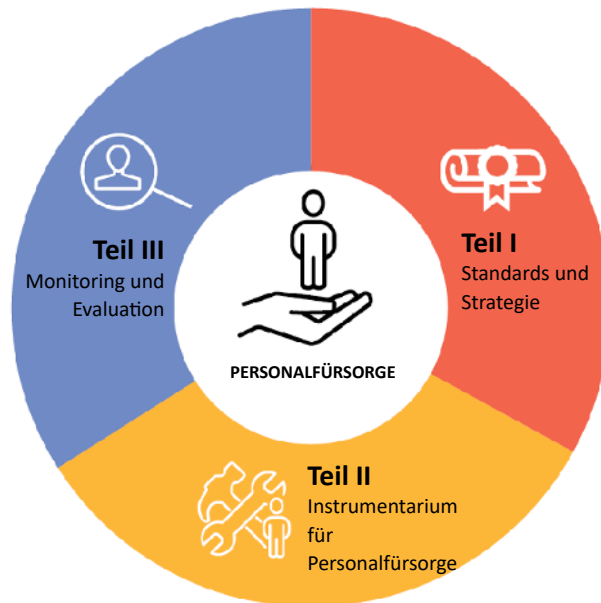 Teil I
Standards und
Strategie
Teil II
Instrumentarium
für
Personalfürsorge
Teil III
Monitoring und
Evaluation
PERSONALFÜRSORGE